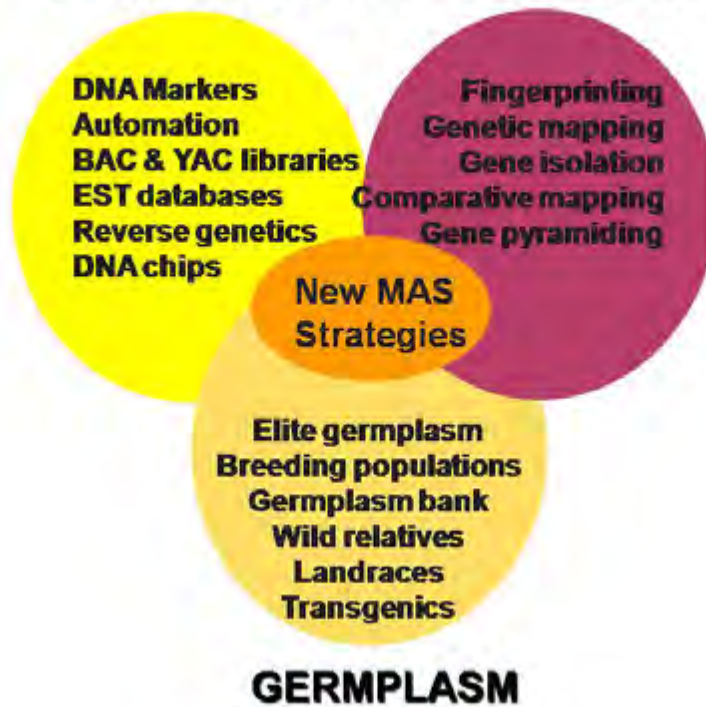 DNA Markers
Automation
BAC & YAC libraries
EST databases
Reverse genetics
DNA chips
Fingerprinting
Genetic mapping
Gene isolation
Comparative mapping
Gene pyramiding
New MAS
Strategies
Elite germplasm
Breeding populations
Germplasm bank
Wild relatives
Landraces
Transgenics
GERMPLASM